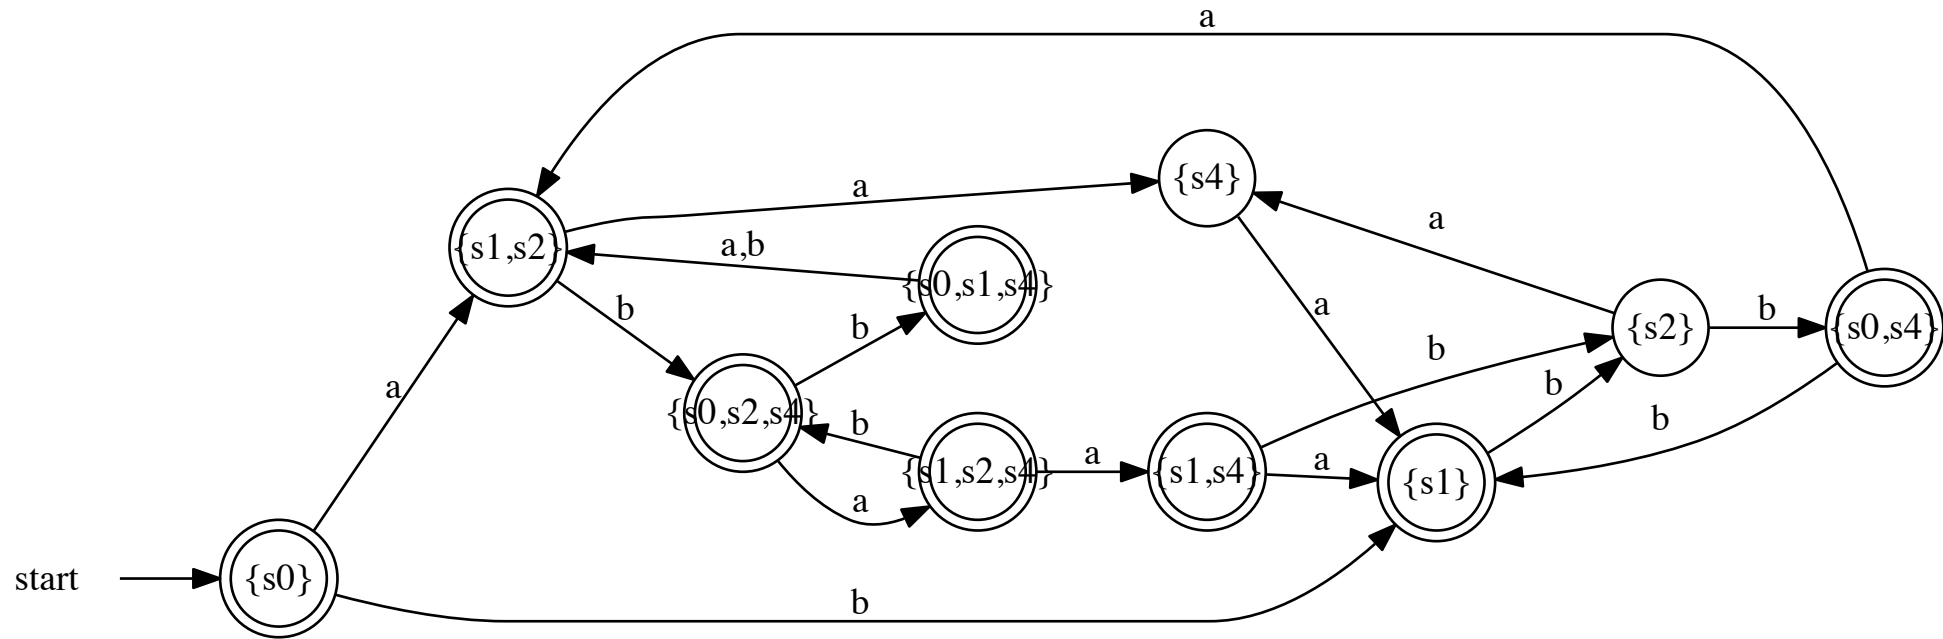 a
a
{s4}
a
{s1,s2}
a,b
{s0,s1,s4}
a
b
b
b
{s2}
b
{s0,s4}
a
{s0,s2,s4}
b
b
b
a
{s1,s2,s4}
a
{s1,s4}
a
{s1}
start
{s0}
b
a